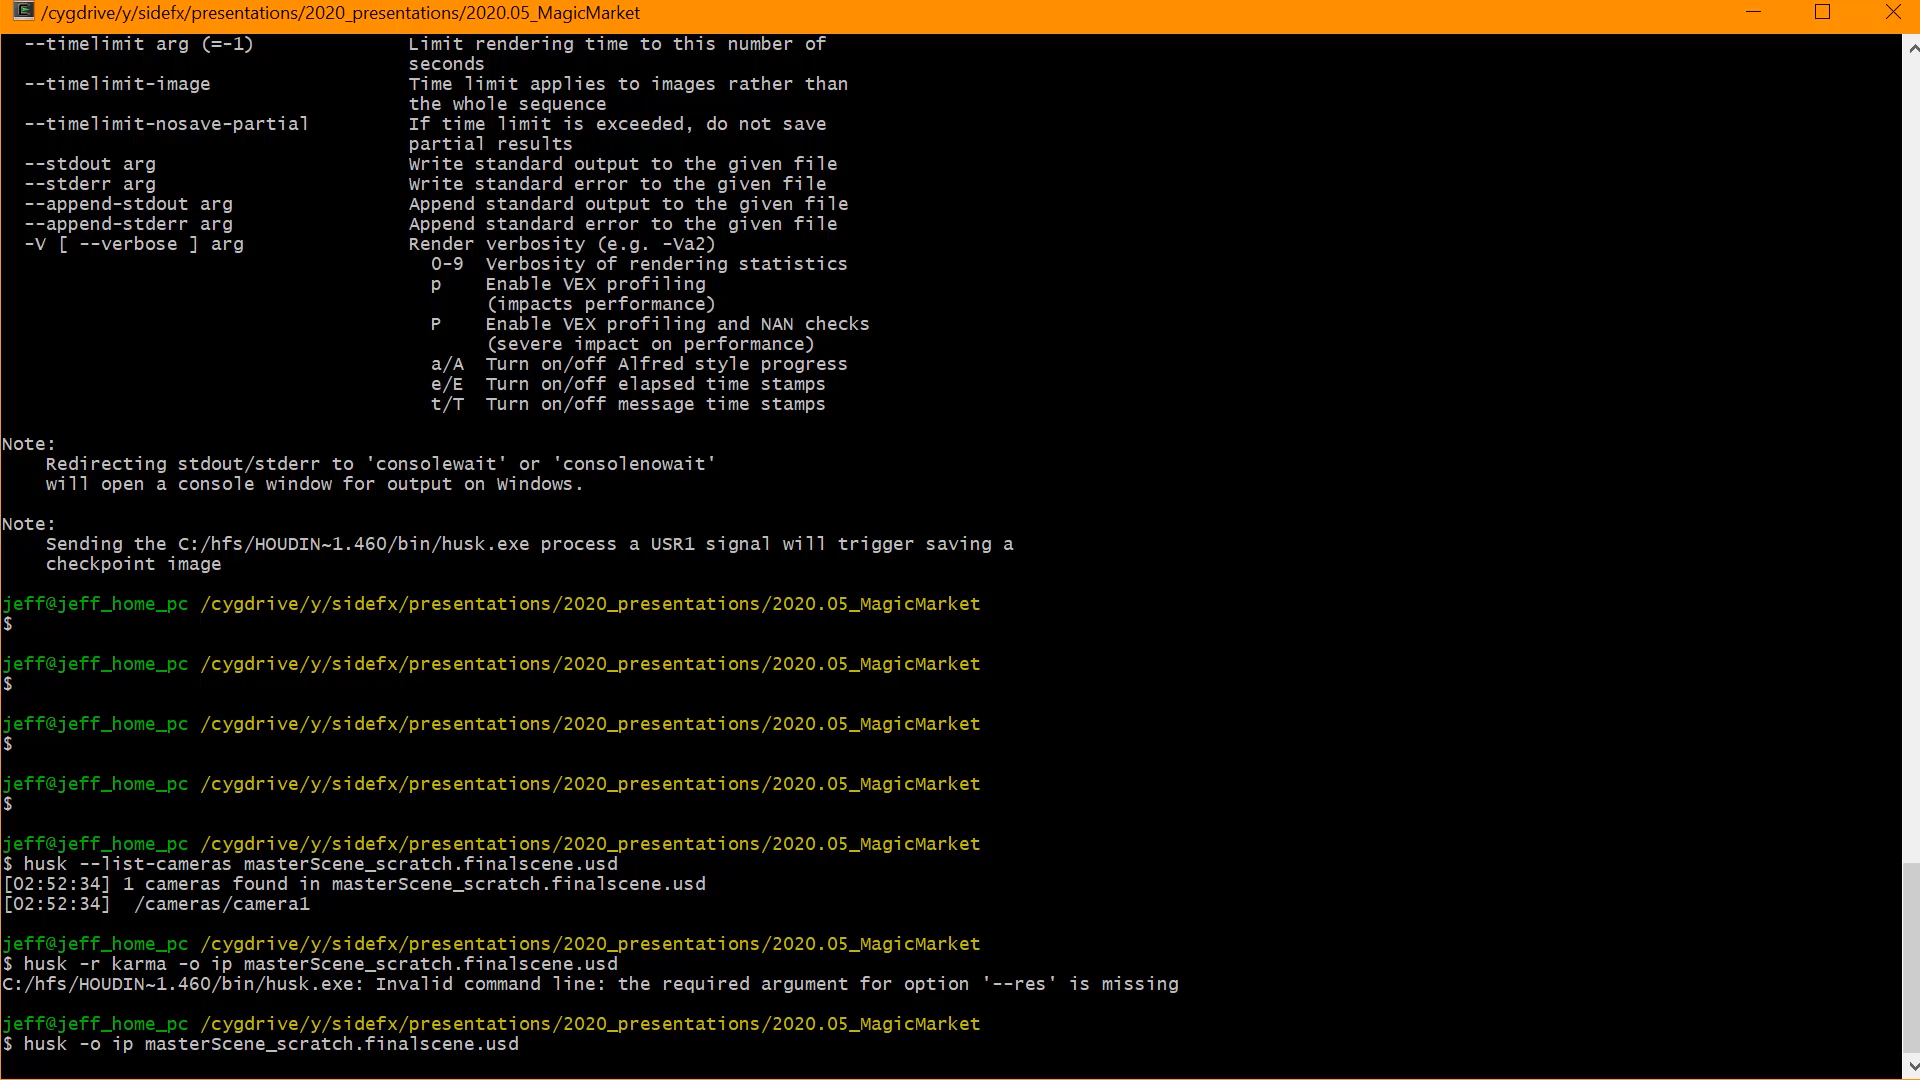 /cygdrive/y/sidefx/presentations/2020_presentations/2020.05_MagicMarket
--timelimit arg (=-1) Limit rendering time to this number of
seconds
--timelimit-image Time limit applies to images rather than
the whole sequence
--timelimit-nosave-partial If time limit is exceeded, do not save
partial results
--stdout arg Write standard output to the given file
--stderr arg Write standard error to the given file
--append-stdout arg Append standard output to the given file
--append-stderr arg Append standard error to the given file
-V [ --verbose ] arg Render verbosity (e.g. -Va2)
0-9 Verbosity of rendering statistics
p Enable VEX profiling
(impacts performance)
P Enable VEX profiling and NAN checks
(severe impact on performance)
a/A Turn on/off Alfred style progress
e/E Turn on/off elapsed time stamps
t/T Turn on/off message time stamps
Note:
Redirecting stdout/stderr to 'consolewait' or 'consolenowait'
will open a console window for output on Windows.
Note:
Sending the C:/hfs/HOUDIN~1.460/bin/husk.exe process a USR1 signal will trigger saving a
checkpoint image
jeff@jeff_home_pc /cygdrive/y/sidefx/presentations/2020_presentations/2020.05_MagicMarket
$
jeff@jeff_home_pc /cygdrive/y/sidefx/presentations/2020_presentations/2020.05_MagicMarket
$
jeff@jeff_home_pc /cygdrive/y/sidefx/presentations/2020_presentations/2020.05_MagicMarket
$
jeff@jeff_home_pc /cygdrive/y/sidefx/presentations/2020_presentations/2020.05_MagicMarket
$
jeff@jeff_home_pc /cygdrive/y/sidefx/presentations/2020_presentations/2020.05_MagicMarket
$ husk --list-cameras masterScene_scratch.finalscene.usd
[02:52:34] 1 cameras found in masterScene_scratch.finalscene.usd
[02:52:34] /cameras/camera1
jeff@jeff_home_pc /cygdrive/y/sidefx/presentations/2020_presentations/2020.05_MagicMarket
$ husk -r karma -o ip masterScene_scratch.finalscene.usd
C:/hfs/HOUDIN~1.460/bin/husk.exe: Invalid command line: the required argument for option '--res' is missing
jeff@jeff_home_pc /cygdrive/y/sidefx/presentations/2020_presentations/2020.05_MagicMarket
$ husk -o ip masterScene_scratch.finalscene.usd